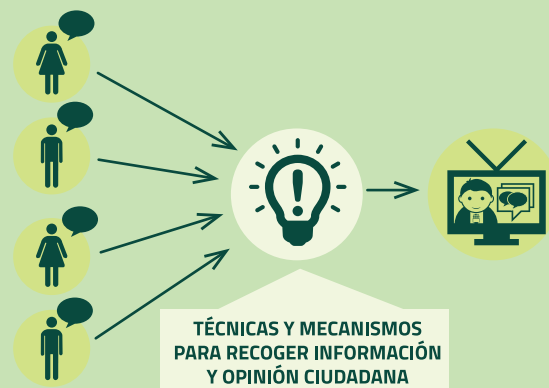 TÉCNICAS Y MECANISMOS
PARA RECOGER INFORMACIÓN
Y OPINIÓN CIUDADANA